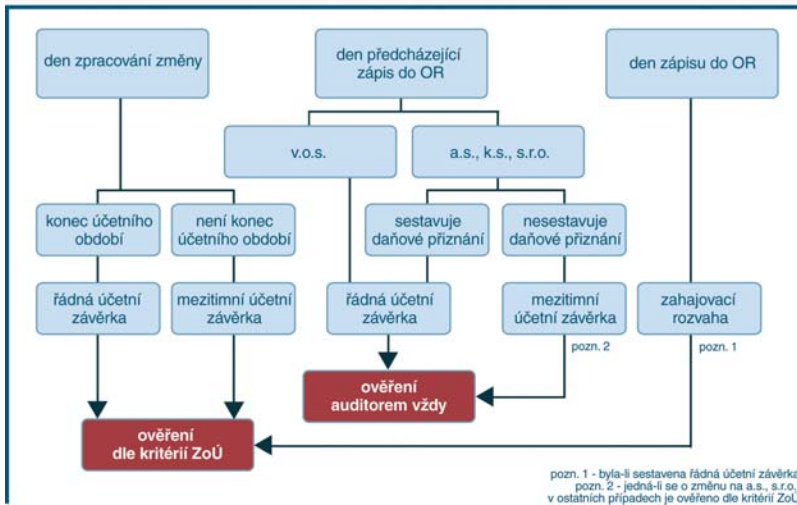 den zpracování změny
den předcházející
zápis do OR
den zápisu do OR
v.o.s.
a.s., k.s., s.r.o.
konec účetního
období
není konec
účetního období
sestavuje
daňové přiznání
nesestavuje
daňové přiznání
řádná účetní
závěrka
mezitimní účetní
závěrka
řádná účetní
závěrka
mezitimní
účetní závěrka
zahajovací
rozvaha
pozn. 2
pozn. 1
ověření
auditorem vždy
ověření
dle kritérií ZoÚ
pozn. 1 - byla-li sestavena řádná účetní závěrka
pozn. 2 - jedná-li se o změnu na a.s., s.r.o.,
v ostatních případech je ověřeno dle kritérií ZoÚ